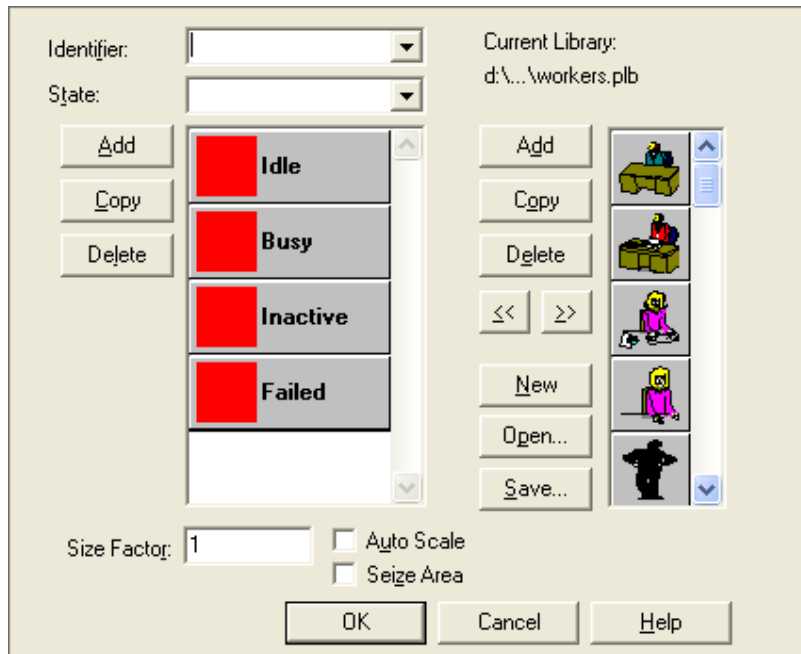 Identifier:
Current Library:
d:\...\workers.plb
State:
Add
Copy
Delete
Idle
Busy
Inactive
Failed
Add
Copy
Delete
<< >>
New
Open...
Save...
Size Factor: 1
Auto Scale
Seize Area
OK Cancel Help